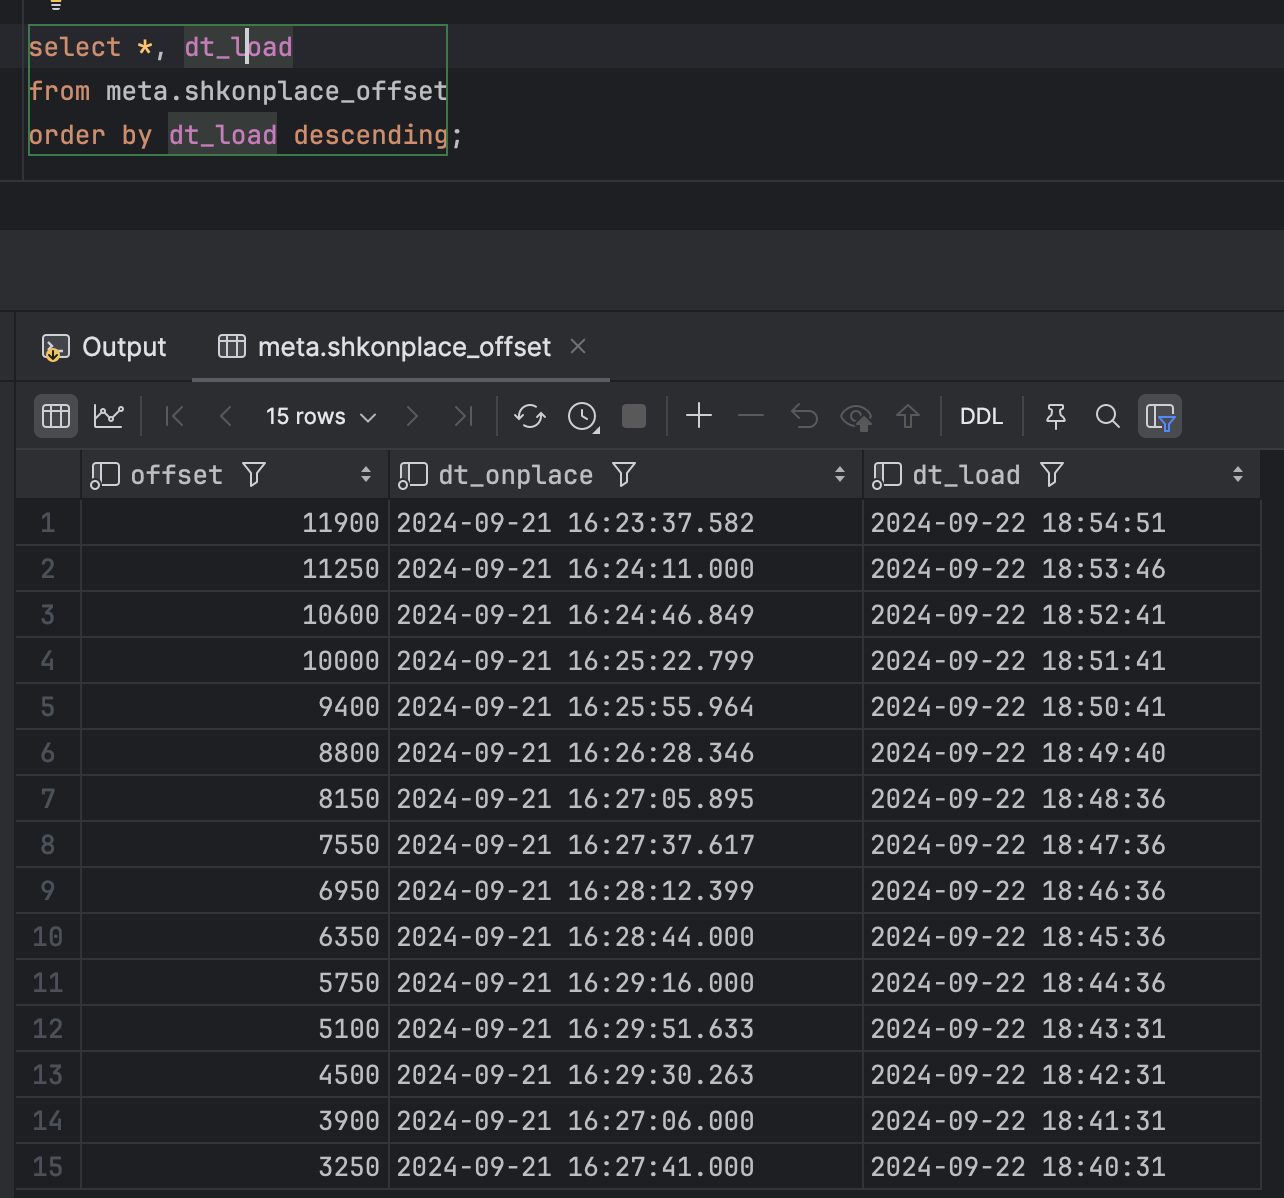 select *, dt_load
from meta.shkonplace_offset
order by dt_load descending;
Output meta.shkonplace_offset
15 rows DDL
offset dt_onplace dt_load
1 11900 2024-09-21 16:23:37.582 2024-09-22 18:54:51
2 11250 2024-09-21 16:24:11.000 2024-09-22 18:53:46
3 10600 2024-09-21 16:24:46.849 2024-09-22 18:52:41
4 10000 2024-09-21 16:25:22.799 2024-09-22 18:51:41
5 9400 2024-09-21 16:25:55.964 2024-09-22 18:50:41
6 8800 2024-09-21 16:26:28.346 2024-09-22 18:49:40
7 8150 2024-09-21 16:27:05.895 2024-09-22 18:48:36
8 7550 2024-09-21 16:27:37.617 2024-09-22 18:47:36
9 6950 2024-09-21 16:28:12.399 2024-09-22 18:46:36
10 6350 2024-09-21 16:28:44.000 2024-09-22 18:45:36
11 5750 2024-09-21 16:29:16.000 2024-09-22 18:44:36
12 5100 2024-09-21 16:29:51.633 2024-09-22 18:43:31
13 4500 2024-09-21 16:29:30.263 2024-09-22 18:42:31
14 3900 2024-09-21 16:27:06.000 2024-09-22 18:41:31
15 3250 2024-09-21 16:27:41.000 2024-09-22 18:40:31